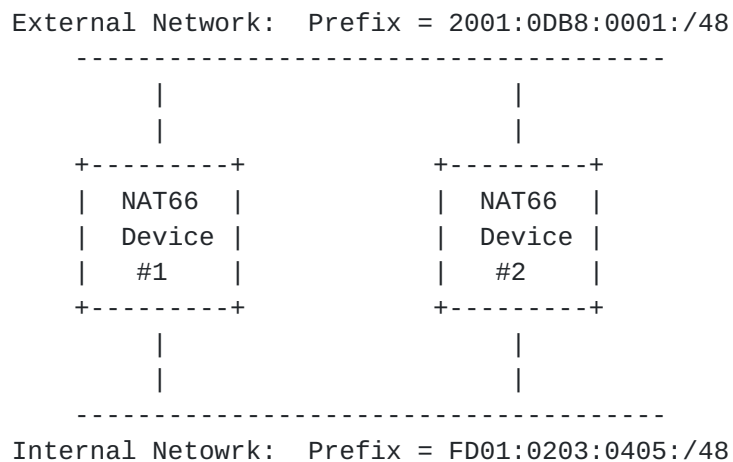 External Network:  Prefix = 2001:0DB8:0001:/48
NAT66 NAT66
Device Device
#1 #2
Internal Netowrk:  Prefix = FD01:0203:0405:/48